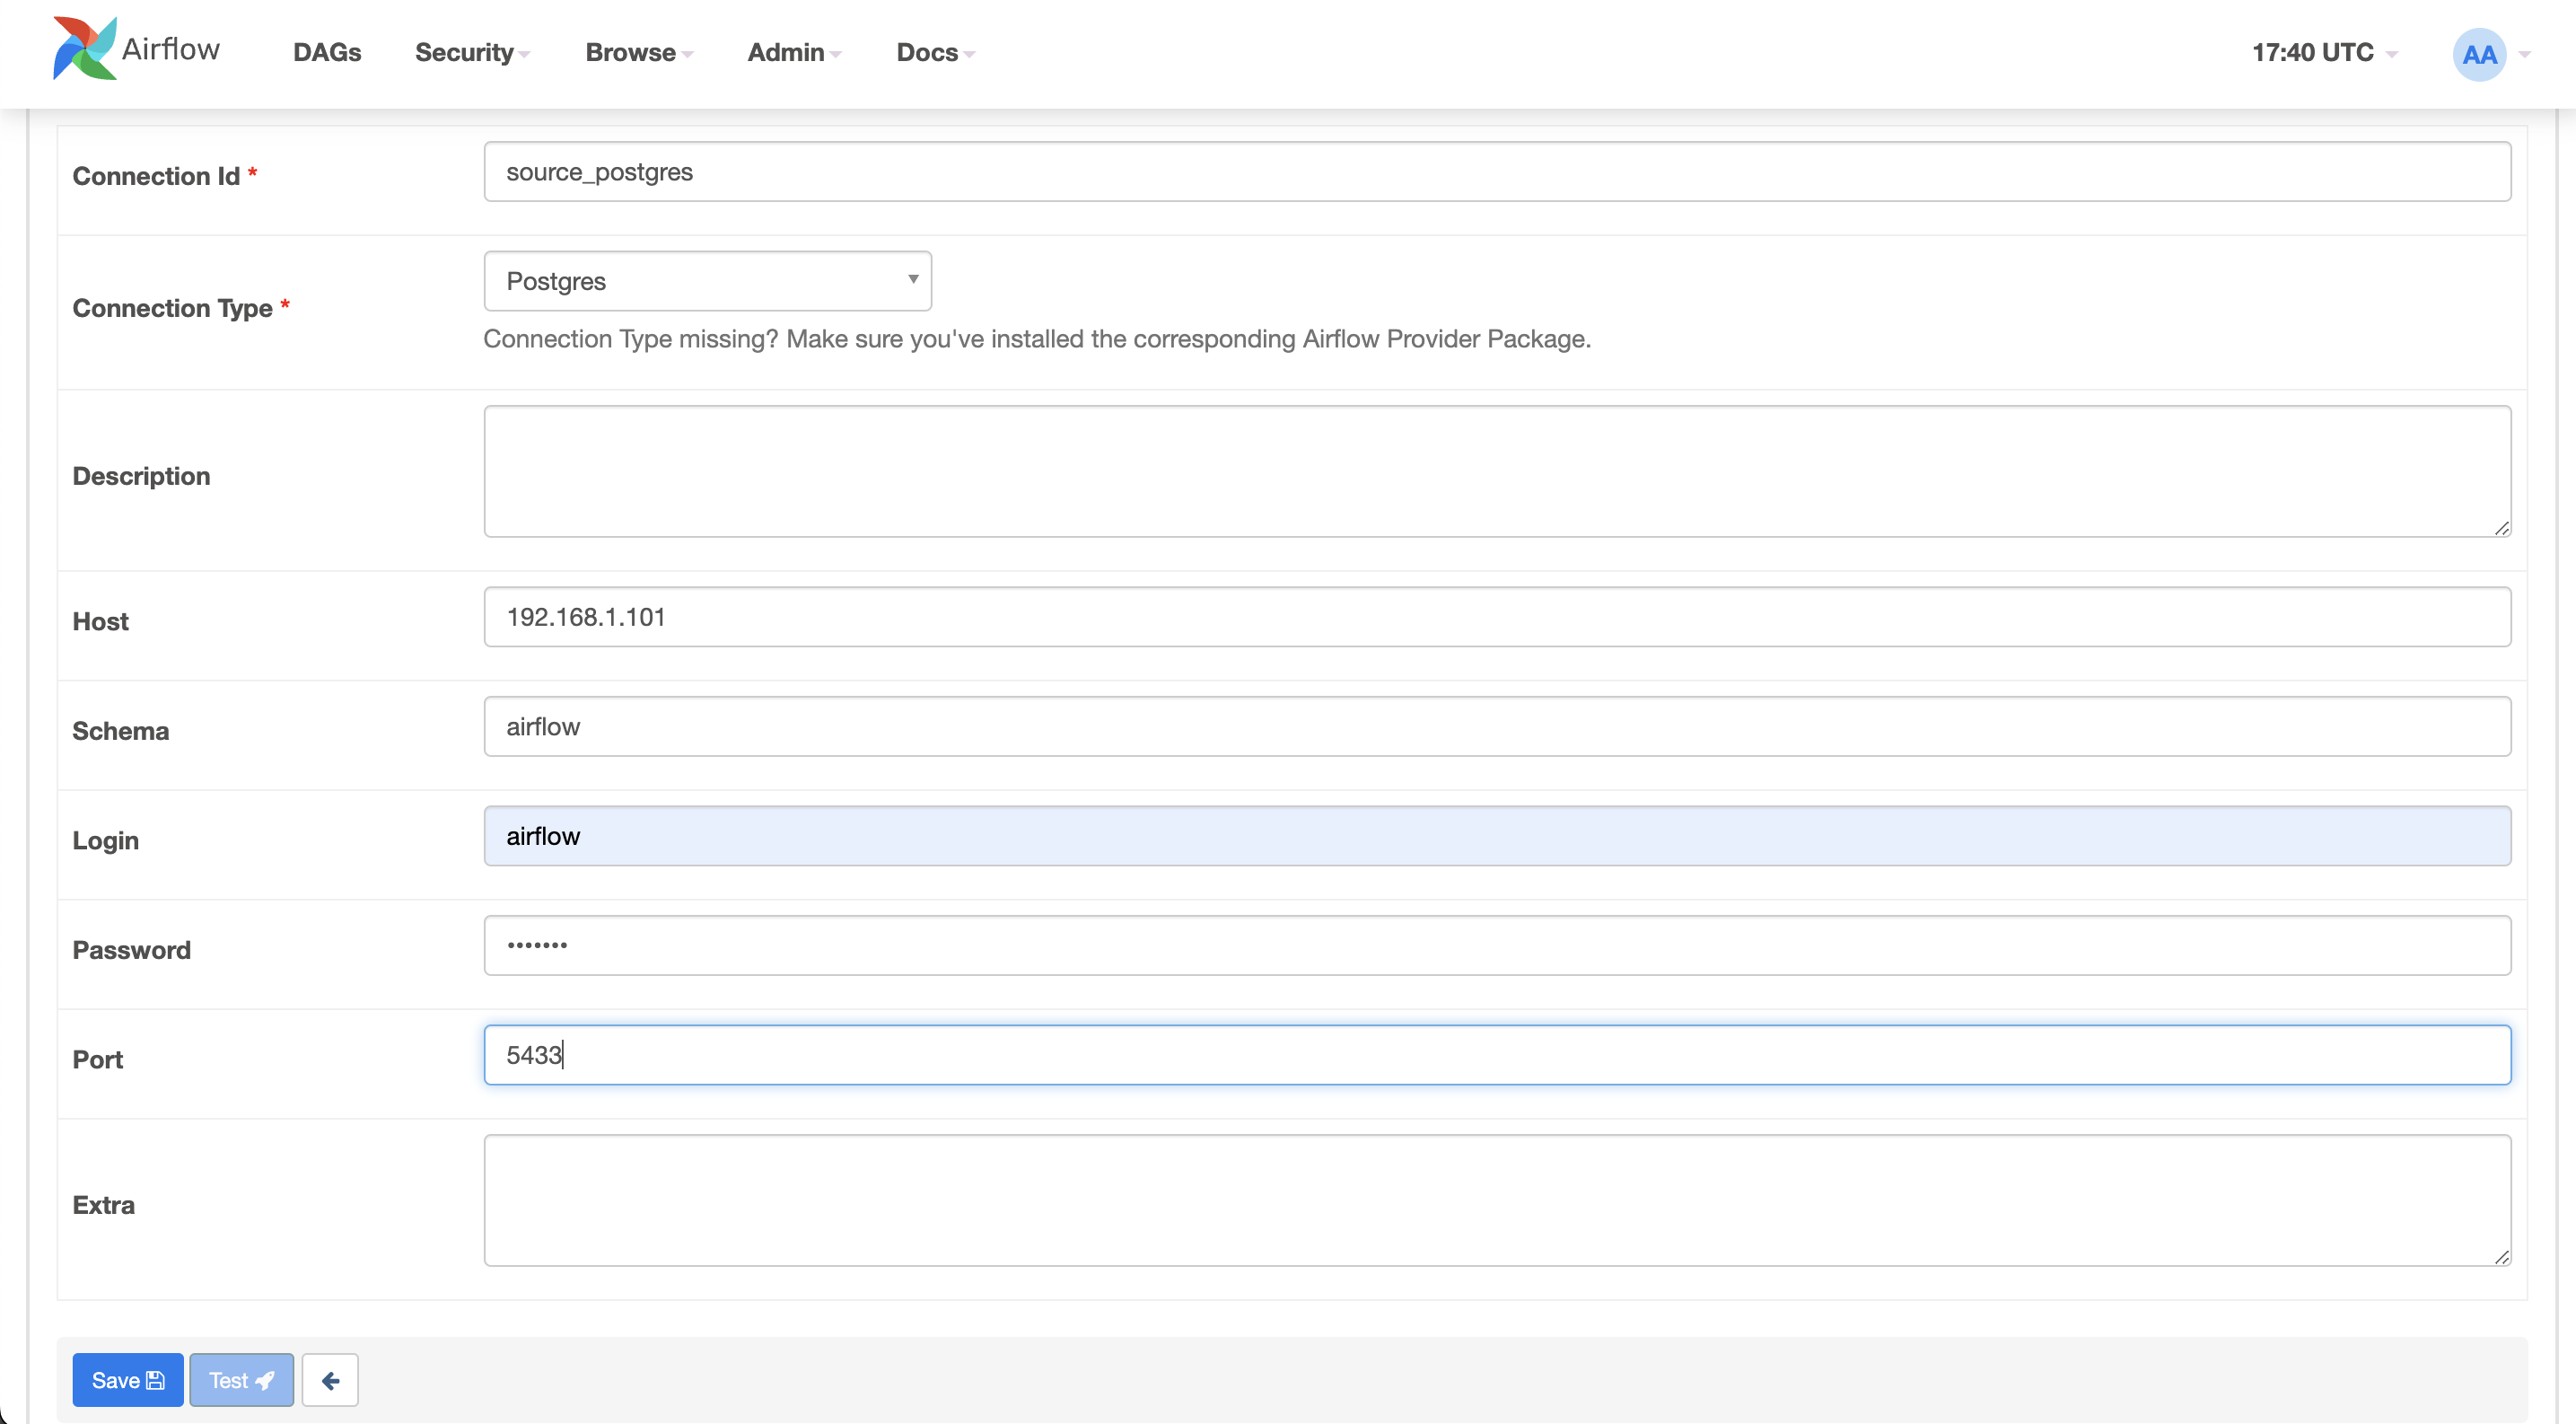 Airflow DAGs Security Browse Admin Docs 17:40 UTC AA
Connection Id * source_postgres
Connection Type * Postgres
Connection Type missing? Make sure you've installed the corresponding Airflow Provider Package.
Description
Host 192.168.1.101
Schema airflow
Login airflow
Password •••••••
Port 5433
Extra
Save Test